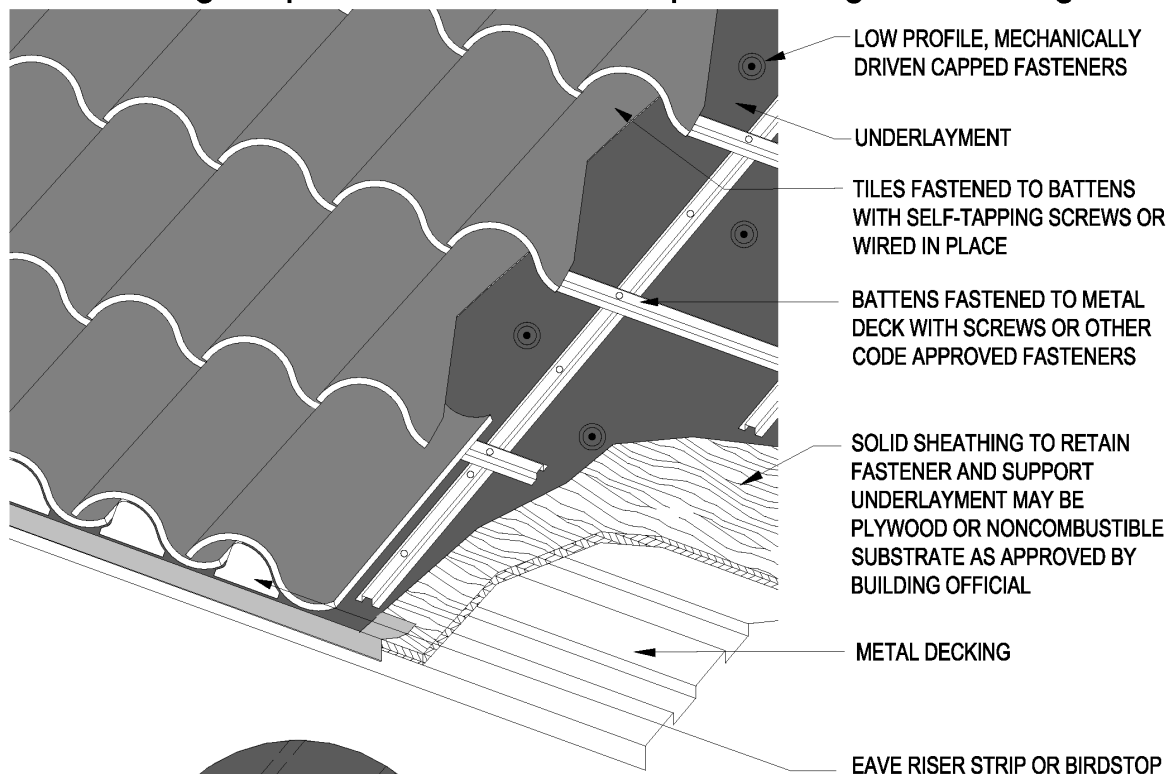 LOW PROFILE, MECHANICALLY
DRIVEN CAPPED FASTENERS
UNDERLAYMENT
TILES FASTENED TO BATTENS
WITH SELF-TAPPING SCREWS OR
WIRED IN PLACE
BATTENS FASTENED TO METAL
DECK WITH SCREWS OR OTHER
CODE APPROVED FASTENERS
SOLID SHEATHING TO RETAIN
FASTENER AND SUPPORT
UNDERLAYMENT MAY BE
PLYWOOD OR NONCOMBUSTIBLE
SUBSTRATE AS APPROVED BY
BUILDING OFFICIAL
METAL DECKING
EAVE RISER STRIP OR BIRDSTOP